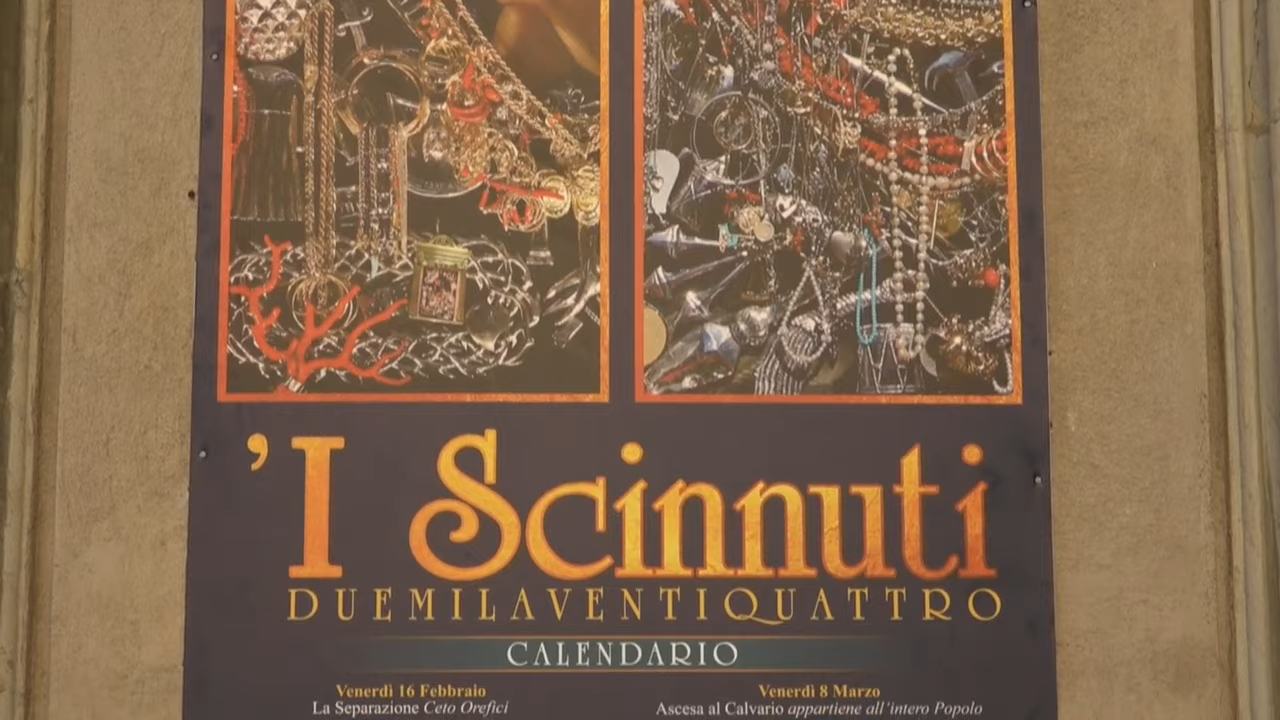 ’I Scinnuti
DUEMILAVENTIQUATTRO
CALENDARIO
Venerdì 16 Febbraio
La Separazione Ceto Orefici
Venerdì 8 Marzo
Ascesa al Calvario appartiene all’intero Popolo